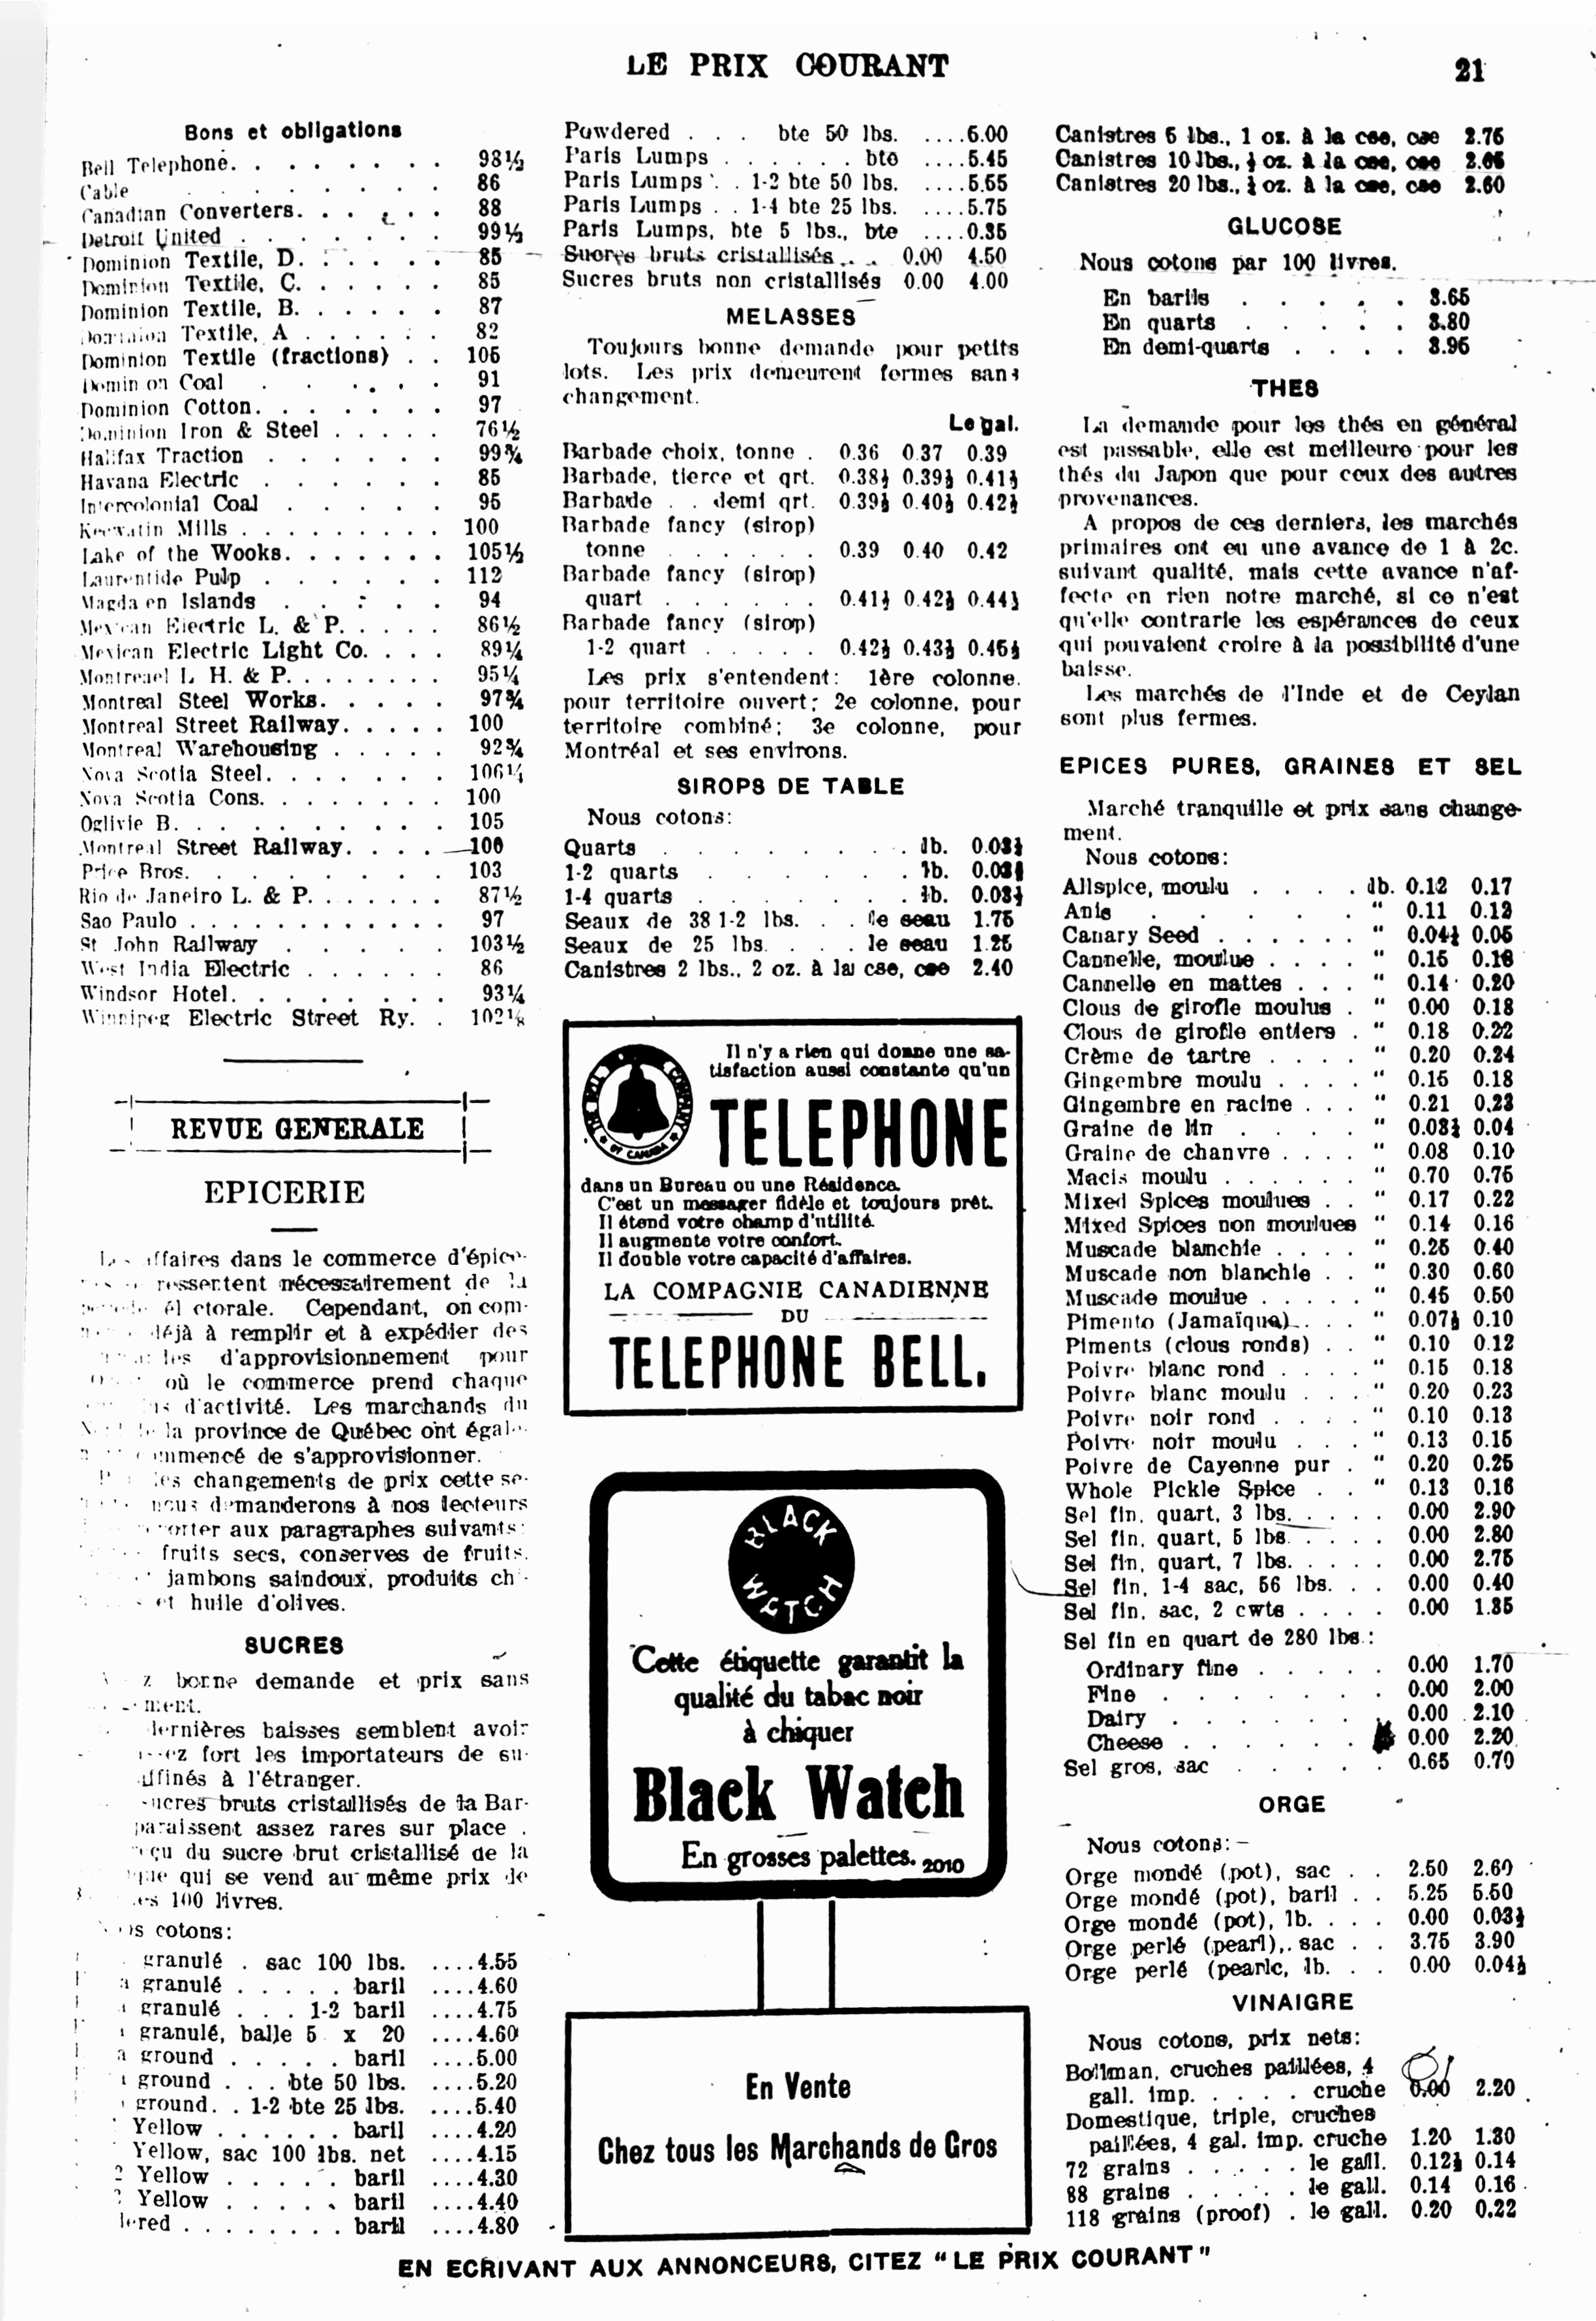 LE PRIX COURANT
21
Bons et obligations
Bell Telephone. . . . . . . . 98½
Cable . . . . . . . . 86
Canadian Converters. . . . . . 88
Detroit United . . . . . . . 99½
Dominion Textile, D. . . . . . 85
Dominion Textile, C. . . . . . 85
Dominion Textile, B. . . . . . 87
Dominion Textile, A . . . . . . 82
Dominion Textile (fractions) . . 105
Domin on Coal . . . . . . 91
Dominion Cotton. . . . . . . 97
Dominion Iron & Steel . . . . . 76½
Halifax Traction . . . . . . 99¾
Havana Electric . . . . . . 85
Intercolonial Coal . . . . . 95
Keewatin Mills . . . . . . . . . 100
Lake of the Wooks. . . . . . . 105½
Laurentide Pulp . . . . . . 112
Magda en Islands . . . . . 94
Mexican Electric L. & P. . . . . 86½
Mexican Electric Light Co. . . . 89¼
Montreael L H. & P. . . . . . . . 95¼
Montreal Steel Works. . . . . 97¾
Montreal Street Railway. . . . . 100
Montreal Warehousing . . . . . 92¾
Nova Scotia Steel. . . . . . . 106¼
Nova Scotia Cons. . . . . . . . 100
Oglivie B. . . . . . . . . . . 105
Montreal Street Railway. . . . 100
Price Bros. . . . . . . . . 103
Rio de Janeiro L. & P. . . . . . . 87½
Sao Paulo . . . . . . . . . . . . 97
St John Railway . . . . . 103½
West India Electric . . . . . . 86
Windsor Hotel. . . . . . . . . 93¼
Winnipeg Electric Street Ry. . 102⅛
REVUE GENERALE
EPICERIE
affaires dans le commerce d'épice-
ressentent nécessairement de la
Cependant, on com-
déjà à remplir et à expédier des
d'approvisionnement pour
où le commerce prend chaque
d'activité. Les marchands du
la province de Québec ont égale-
de s'approvisionner.
changements de prix cette se-
nous demanderons à nos lecteurs
aux paragraphes suivants:
fruits secs, conserves de fruits.
jambons saindoux, produits
et huile d'olives.
SUCRES
bonne demande et prix sans
dernières baisses semblent avoir
fort les importateurs de su-
à l'étranger.
sucres bruts cristallisés de la Bar-
paraissent assez rares sur place .
du sucre brut cristallisé de la
qui se vend au même prix de
100 livres.
cotons:
granulé . sac 100 lbs. ....4.55
granulé . . . . . baril ....4.60
granulé . . . 1-2 baril ....4.75
granulé, balle 5 x 20 ....4.60
ground . . . . . baril ....5.00
ground . . . bte 50 lbs. ....5.20
ground. . 1-2 bte 25 lbs. ....5.40
Yellow . . . . . . baril ....4.20
Yellow, sac 100 lbs. net ....4.15
Yellow . . . . . baril ....4.30
Yellow . . . . . baril ....4.40
. . . . . . . . baril ....4.80
Powdered . . . bte 50 lbs. ....6.00
Paris Lumps . . . . . . bte ....5.45
Paris Lumps . . 1-2 bte 50 lbs. ....5.55
Paris Lumps . . 1-4 bte 25 lbs. ....5.75
Paris Lumps, bte 5 lbs., bte ....0.35
Sucres bruts cristallisés . . 0.00 4.50
Sucres bruts non cristallisés 0.00 4.00
MELASSES
Toujours bonne demande pour petits
lots. Les prix demeurent fermes sans
changement.
Le gal.
Barbade choix, tonne . 0.36 0.37 0.39
Barbade, tierce et qrt. 0.38½ 0.39½ 0.41½
Barbade . . demi qrt. 0.39½ 0.40½ 0.42½
Barbade fancy (sirop)
tonne . . . . . . 0.39 0.40 0.42
Barbade fancy (sirop)
quart . . . . . . 0.41½ 0.42½ 0.44½
Barbade fancy (sirop)
1-2 quart . . . . . 0.42½ 0.43½ 0.45½
Les prix s'entendent: 1ère colonne.
pour territoire ouvert; 2e colonne, pour
territoire combiné; 3e colonne, pour
Montréal et ses environs.
SIROPS DE TABLE
Nous cotons:
Quarts . . . . . . . . . lb.
1-2 quarts . . . . . . . lb.
1-4 quarts . . . . . . . lb.
Seaux de 38 1-2 lbs. . . le seau 1.75
Seaux de 25 lbs. . . . le seau 1.25
Canistres 2 lbs., 2 oz. à la cse, cse 2.40
THE BELL TELEPHONE COMPANY OF CANADA
Il n'y a rien qui donne une sa-
tisfaction aussi constante qu'un
TELEPHONE
dans un Bureau ou une Résidence.
C'est un messager fidèle et toujours prêt.
Il étend votre champ d'utilité.
Il augmente votre confort.
Il double votre capacité d'affaires.
LA COMPAGNIE CANADIENNE
DU
TELEPHONE BELL.
BLACK WATCH
Cette étiquette garantit la
qualité du tabac noir
à chiquer
Black Watch
En grosses palettes. 2010
En Vente
Chez tous les Marchands de Gros
Canistres 5 lbs., 1 oz. à la cse, cse 2.75
Canistres 10 lbs., ½ oz. à la cse, cse
Canistres 20 lbs., ½ oz. à la cse, cse 2.60
GLUCOSE
Nous cotons par 100 livres.
En barils . . . . . 3.65
En quarts . . . . . 3.80
En demi-quarts . . . . 3.95
THES
La demande pour les thés en général
est passable, elle est meilleure pour les
thés du Japon que pour ceux des autres
provenances.
A propos de ces derniers, les marchés
primaires ont eu une avance de 1 à 2c.
suivant qualité, mais cette avance n'af-
fecte en rien notre marché, si ce n'est
qu'elle contrarie les espérances de ceux
qui pouvaient croire à la possibilité d'une
baisse.
Les marchés de l'Inde et de Ceylan
sont plus fermes.
EPICES PURES, GRAINES ET SEL
Marché tranquille et prix sans change-
ment.
Nous cotons:
Allspice, moulu . . . . lb. 0.12 0.17
Anis . . . . . . " 0.11 0.12
Canary Seed . . . . . . " 0.04½ 0.05
Cannelle, moulue . . . . " 0.15 0.18
Cannelle en mattes . . . " 0.14 0.20
Clous de girofle moulus . " 0.00 0.18
Clous de girofle entiers . " 0.18 0.22
Crème de tartre . . . . " 0.20 0.24
Gingembre moulu . . . . " 0.15 0.18
Gingembre en racine . . . " 0.21 0.23
Graine de lin . . . . " 0.03½ 0.04
Graine de chanvre . . . . " 0.08 0.10
Macis moulu . . . . . . " 0.70 0.75
Mixed Spices moulues . . " 0.17 0.22
Mixed Spices non moulues " 0.14 0.16
Muscade blanchie . . . . " 0.25 0.40
Muscade non blanchie . . " 0.30 0.60
Muscade moulue . . . . . " 0.45 0.50
Pimento (Jamaïque) . . . " 0.07½ 0.10
Piments (clous ronds) . . " 0.10 0.12
Poivre blanc rond . . . . " 0.15 0.18
Poivre blanc moulu . . . " 0.20 0.23
Poivre noir rond . . . . " 0.10 0.13
Poivre noir moulu . . . " 0.13 0.15
Poivre de Cayenne pur . " 0.20 0.25
Whole Pickle Spice . . " 0.13 0.16
Sel fin, quart, 3 lbs. . . . . 0.00 2.90
Sel fin, quart, 5 lbs. . . . . 0.00 2.80
Sel fin, quart, 7 lbs. . . . . 0.00 2.75
Sel fin, 1-4 sac, 56 lbs. . . 0.00 0.40
Sel fin, sac, 2 cwts . . . . 0.00 1.35
Sel fin en quart de 280 lbs.:
Ordinary fine . . . . . 0.00 1.70
Fine . . . . . . . 0.00 2.00
Dairy . . . . . . 0.00 2.10
Cheese . . . . . . 0.00 2.20
Sel gros, sac . . . . . 0.65 0.70
ORGE
Nous cotons:—
Orge mondé (pot), sac . . 2.50 2.60
Orge mondé (pot), baril . . 5.25 5.50
Orge mondé (pot), lb. . . . 0.00 0.03½
Orge perlé (pearl), . sac . . 3.75 3.90
Orge perlé (pearlc, lb. . . 0.00 0.04½
VINAIGRE
Nous cotons, prix nets:
Bollman, cruches paillées, 4
gall. imp. . . . . cruche 0.00 2.20
Domestique, triple, cruches
paillées, 4 gal. imp. cruche 1.20 1.30
72 grains . . . . . le gall. 0.12½ 0.14
88 grains . . . . . le gall. 0.14 0.16
118 grains (proof) . le gall. 0.20 0.22
EN ECRIVANT AUX ANNONCEURS, CITEZ "LE PRIX COURANT"